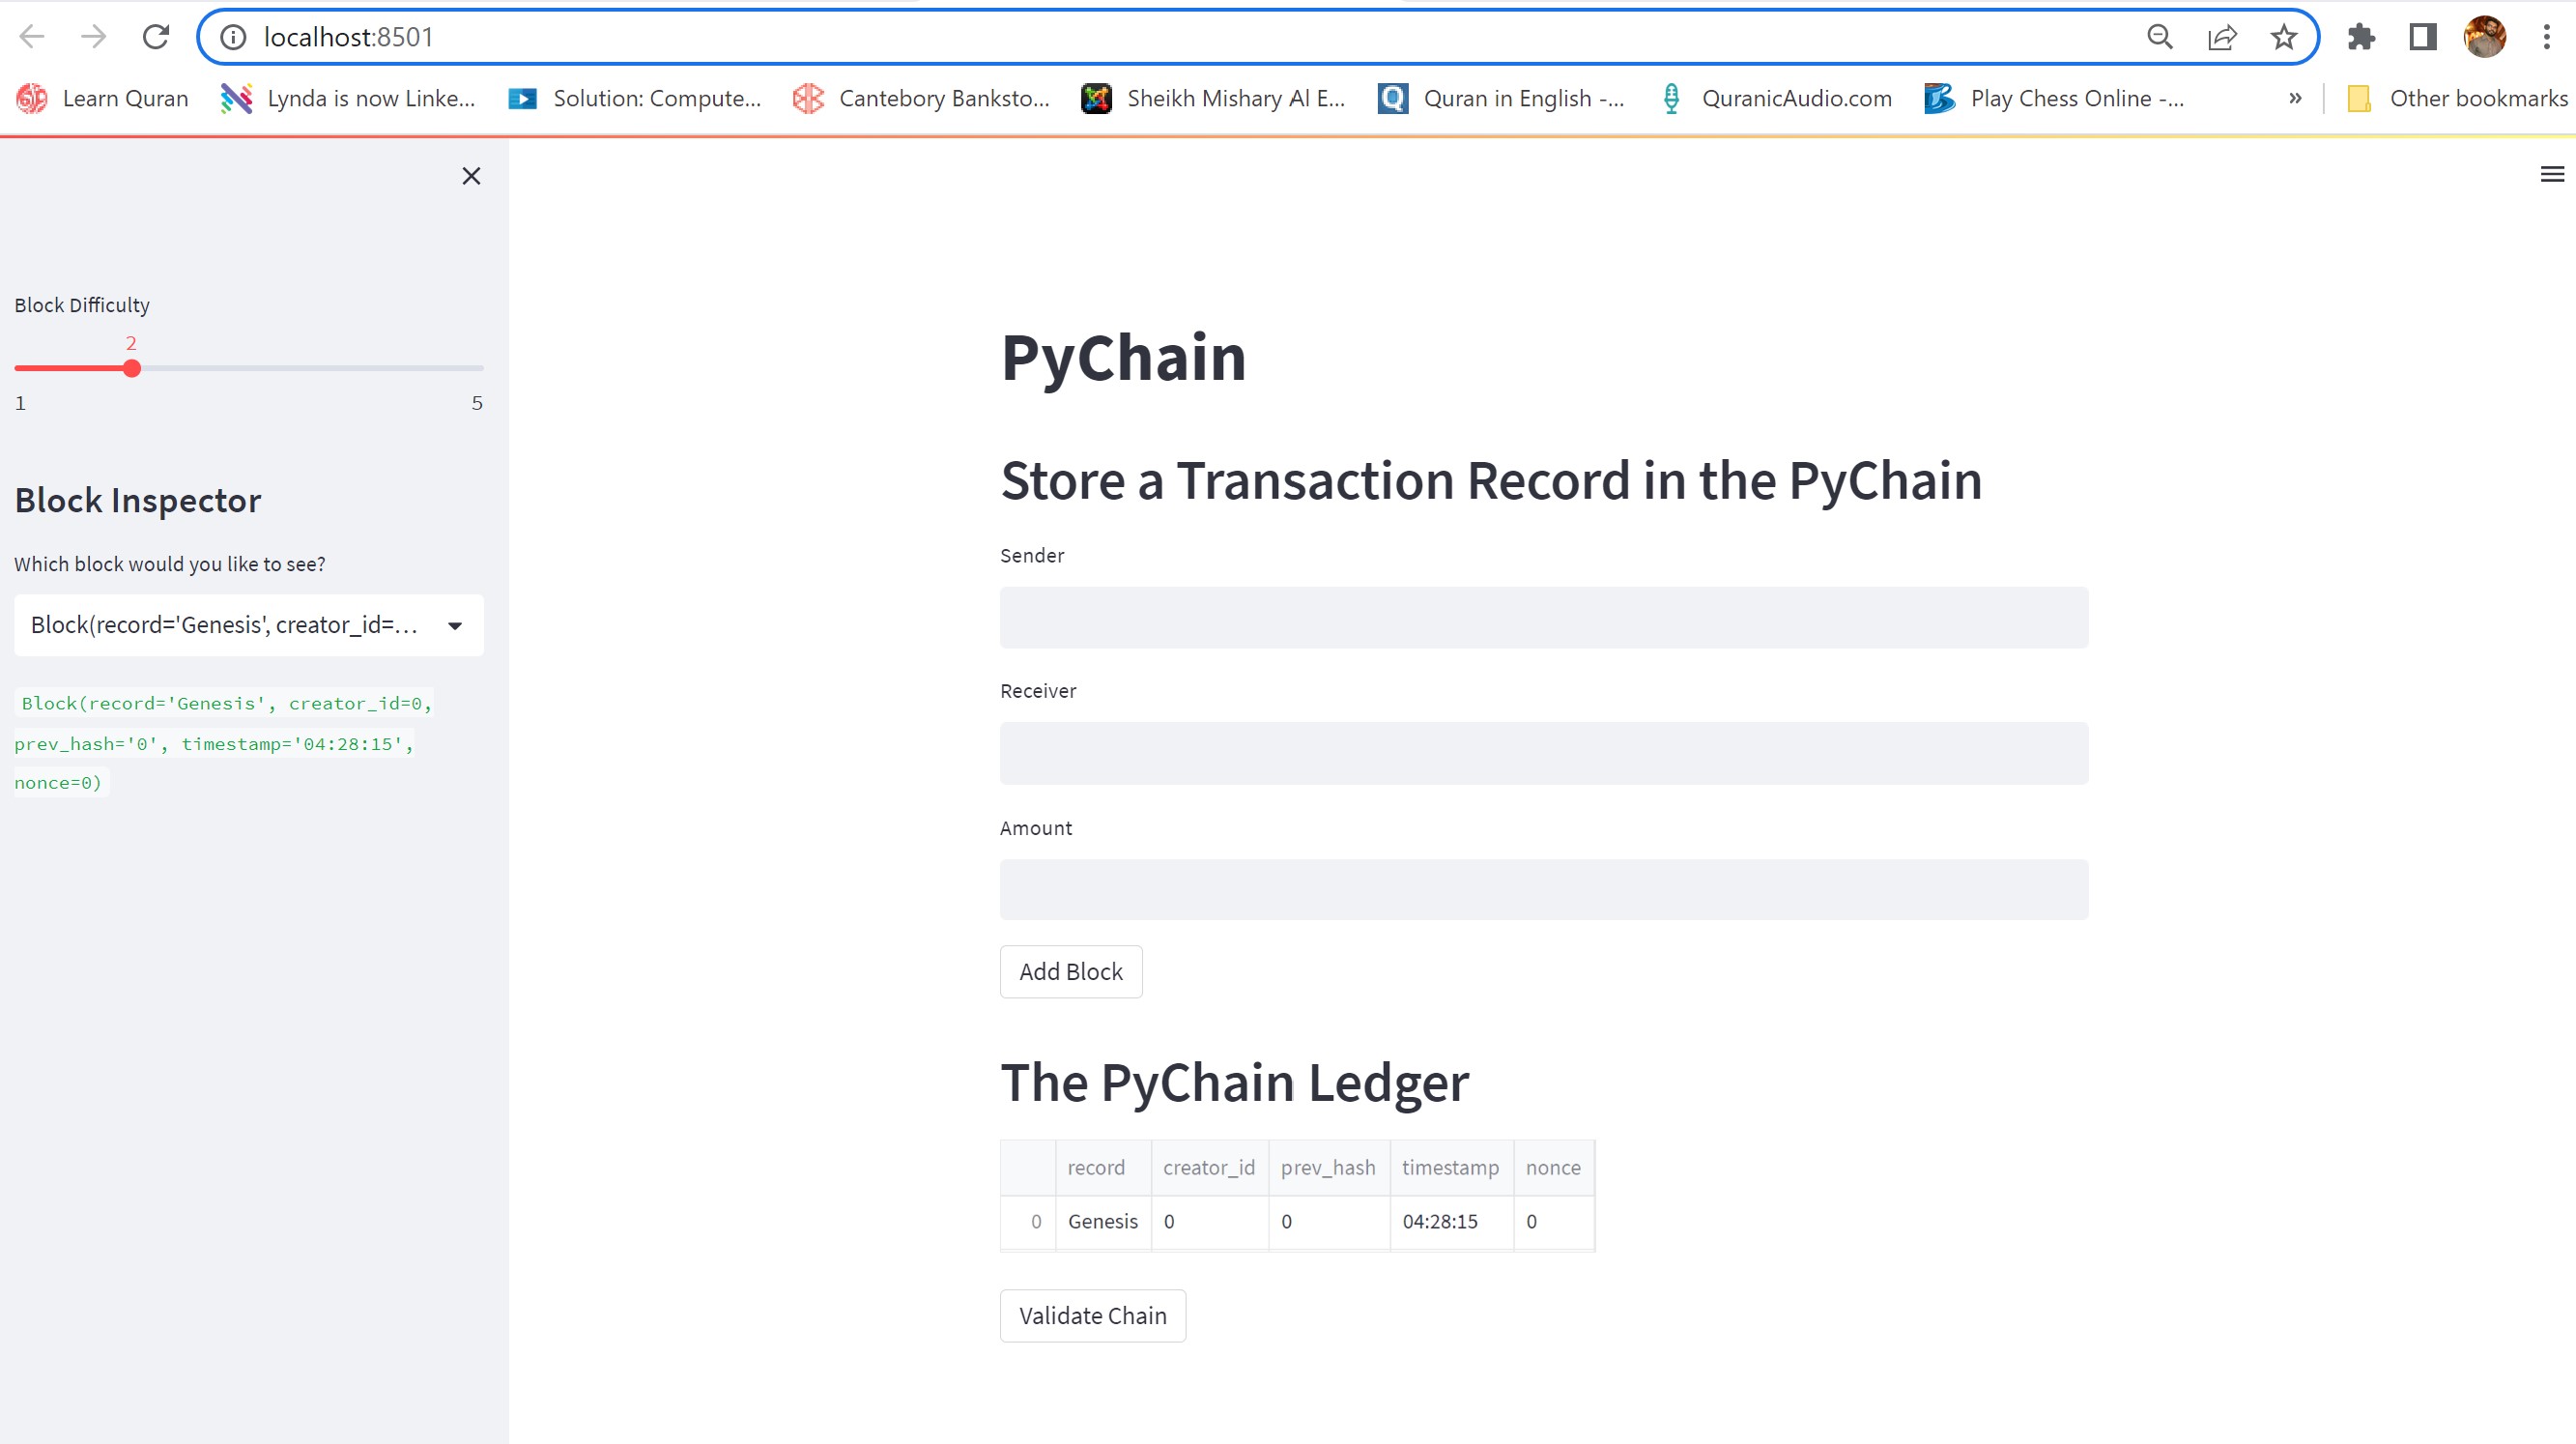 localhost:8501
Learn Quran Lynda is now Linke... Solution: Compute... Cantebory Banksto... Sheikh Mishary Al E... Quran in English -... QuranicAudio.com Play Chess Online -... » Other bookmarks
Block Difficulty
2
1 5
Block Inspector
Which block would you like to see?
Block(record='Genesis', creator_id=...
Block(record='Genesis', creator_id=0,
prev_hash='0', timestamp='04:28:15',
nonce=0)
PyChain
Store a Transaction Record in the PyChain
Sender
Receiver
Amount
Add Block
The PyChain Ledger
record creator_id prev_hash timestamp nonce
0 Genesis 0 0 04:28:15 0
Validate Chain